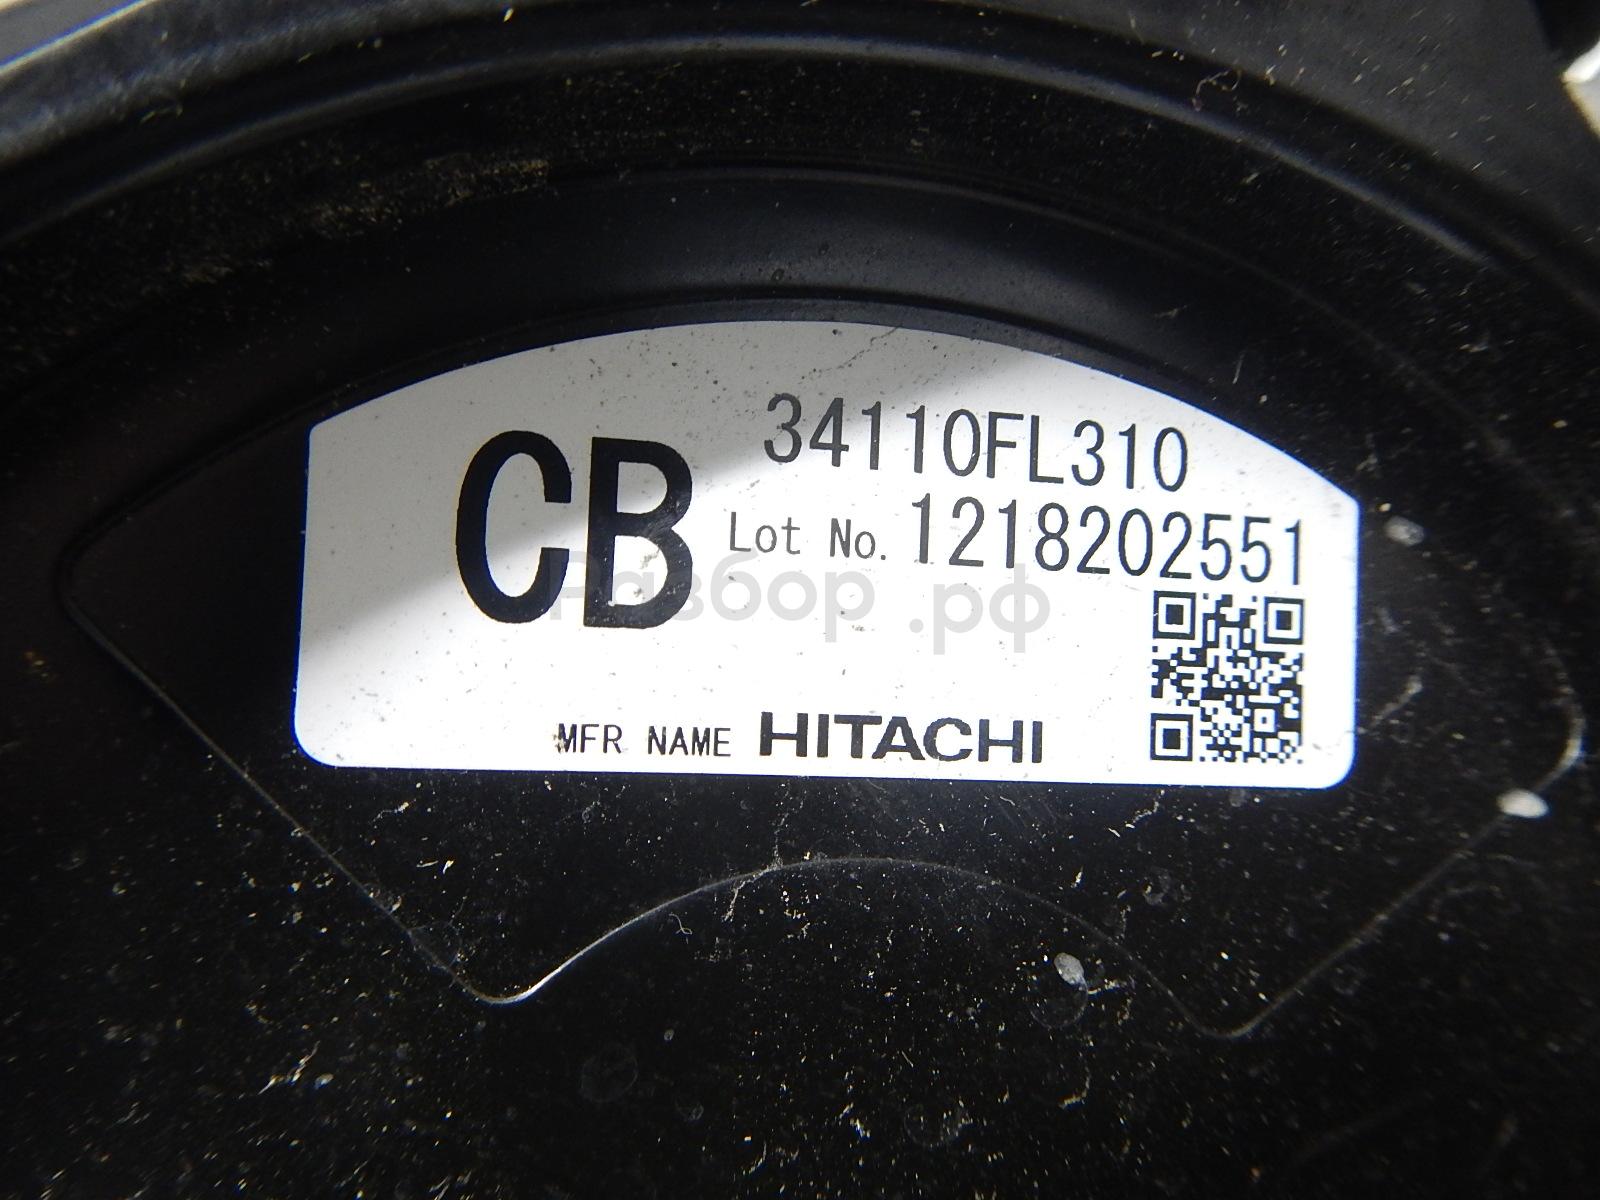 CB
34110FL310
Lot No. 1218202551
Разбор.рф
MFR NAME HITACHI